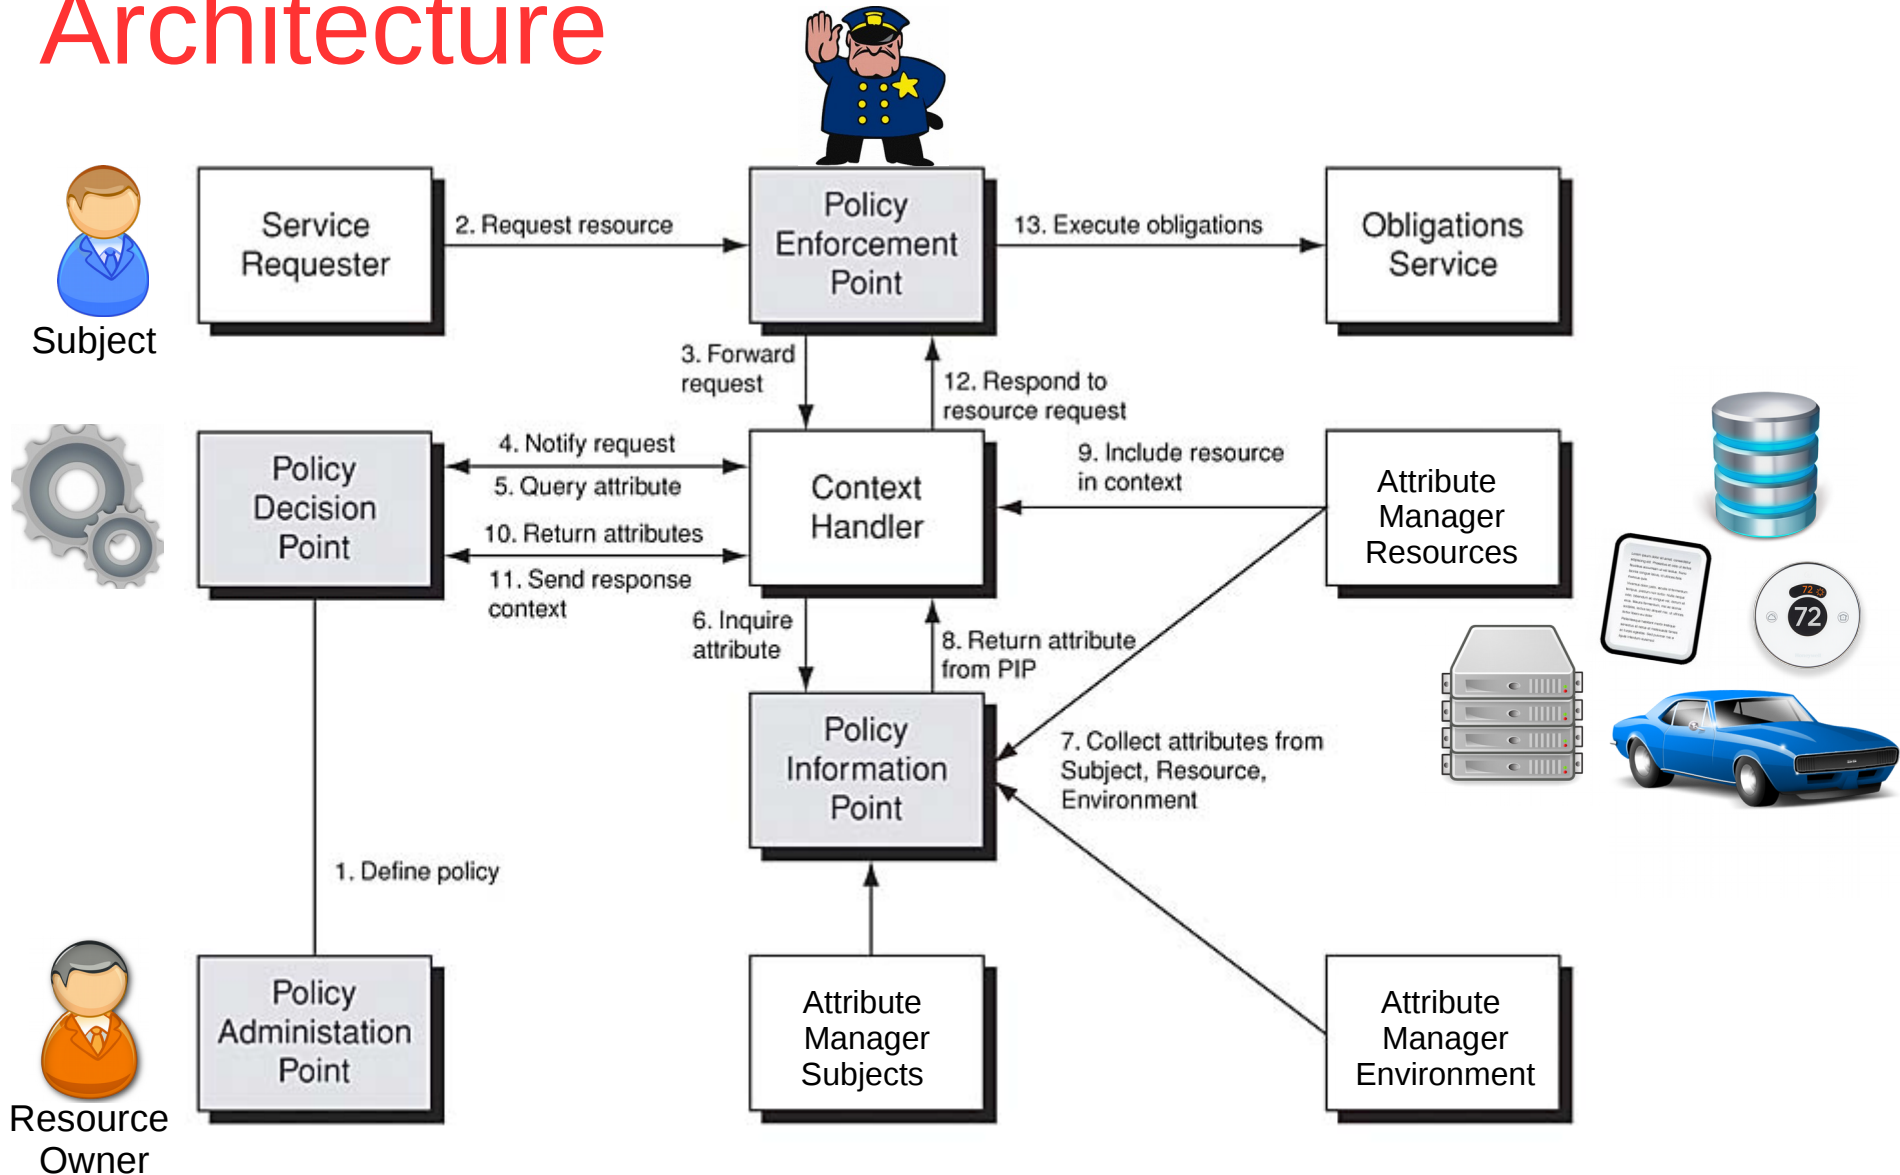 Architecture
Service
Requester
2. Request resource
Policy
Enforcement
Point
13. Execute obligations
Obligations
Service
Subject
3. Forward
request
12. Respond to
resource request
Policy
Decision
Point
4. Notify request
5. Query attribute
10. Return attributes
11. Send response
context
Context
Handler
9. Include resource
in context
Attribute
Manager
Resources
72
72
6. Inquire
attribute
8. Return attribute
from PIP
Policy
Information
Point
7. Collect attributes from
Subject, Resource,
Environment
1. Define policy
Policy
Administation
Point
Attribute
Manager
Subjects
Attribute
Manager
Environment
Resource
Owner